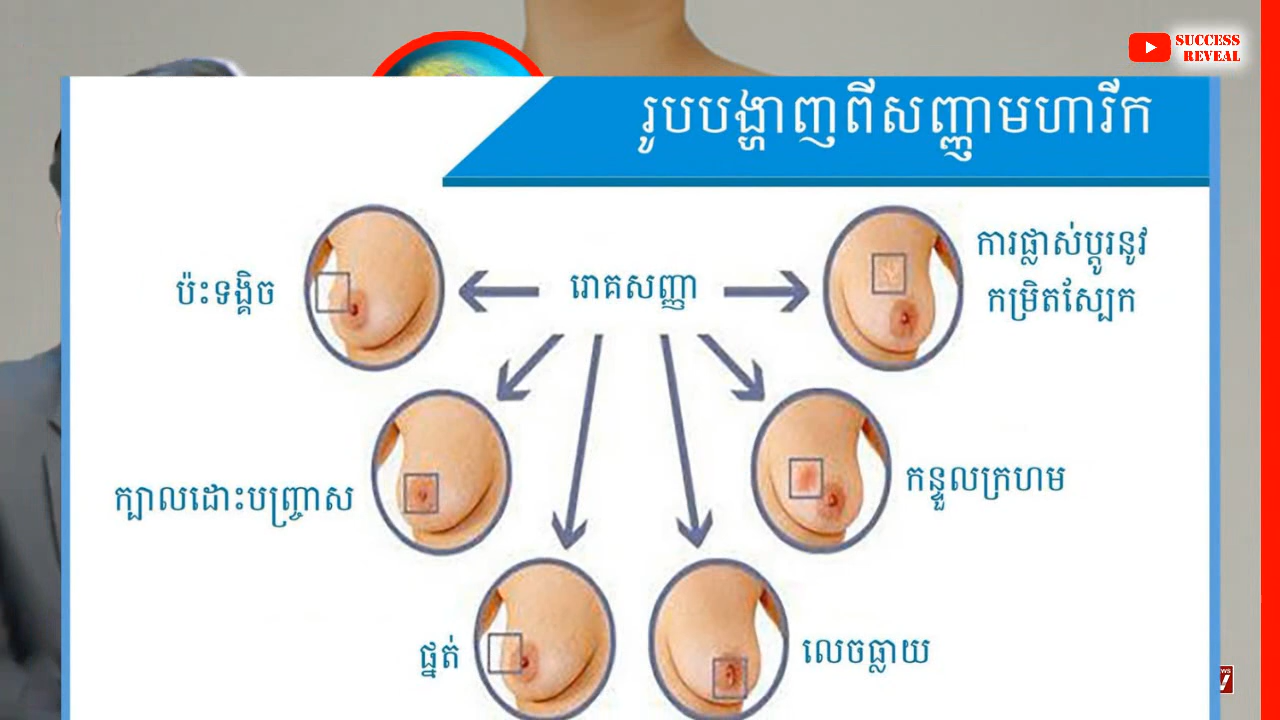 SUCCESS
REVEAL
រូបបង្ហាញពីសញ្ញាមហារីក
រោគសញ្ញា
ប៉ះទង្គិច
ការផ្លាស់ប្តូរនូវ
កម្រិតស្បែក
ក្បាលដោះបញ្ច្រាស
កន្ទួលក្រហម
ផ្នត់
លេចធ្លាយ